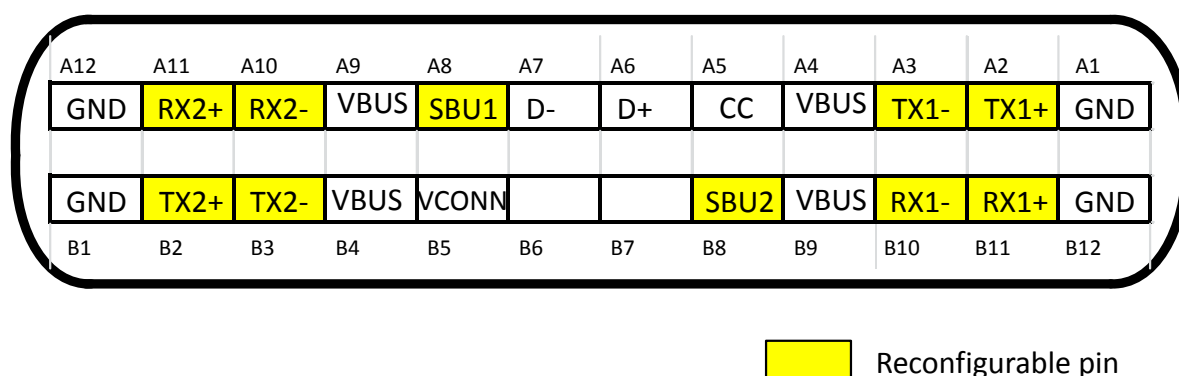 A12 A11 A10 A9 A8 A7 A6 A5 A4 A3 A2 A1
GND RX2+ RX2- VBUS SBU1 D- D+ CC VBUS TX1- TX1+ GND
GND TX2+ TX2- VBUS VCONN SBU2 VBUS RX1- RX1+ GND
B1 B2 B3 B4 B5 B6 B7 B8 B9 B10 B11 B12
Reconfigurable pin